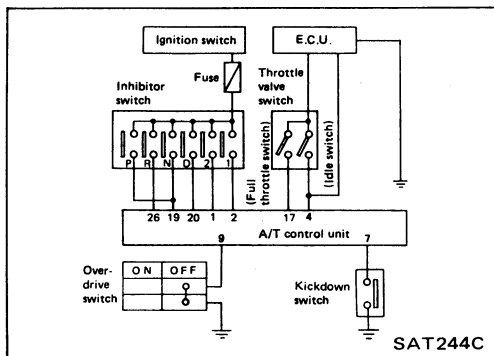 Ignition switch
E.C.U.
Fuse
Inhibitor
switch
Throttle
valve
switch
P R N D 2 1
(Full
throttle switch)
(Idle switch)
26 19 20 1 2 17 4
A/T control unit
9 7
Over-
drive
switch
ON OFF
Kickdown
switch
SAT244C